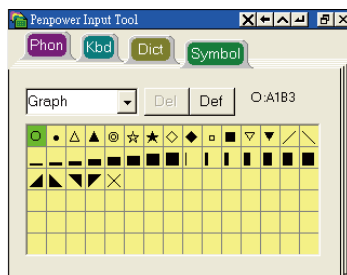 Penpower Input Tool
Phon Kbd Dict Symbol
Graph Del Def O:A1B3
○ • △ ▲ ◎ ☆ ★ ◇ ◆ □ ■ ▽ ▼ ╱ ╲
▁ ▂ ▃ ▄ ▅ ▆ ▇ █ ▏ ▎ ▍ ▌ ▋ ▊ ▉
◢ ◣ ◥ ◤ ╳